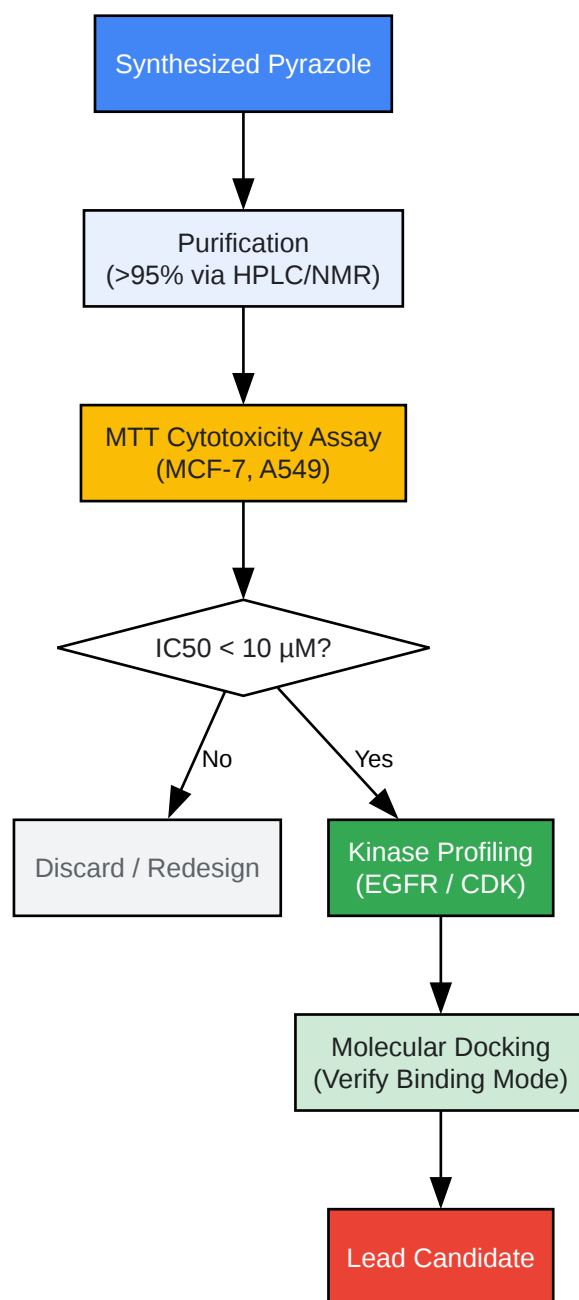 Synthesized Pyrazole
Purification
(>95% via HPLC/NMR)
MTT Cytotoxicity Assay
(MCF-7, A549)
IC50 < 10 µM?
No
Yes
Discard / Redesign
Kinase Profiling
(EGFR / CDK)
Molecular Docking
(Verify Binding Mode)
Lead Candidate